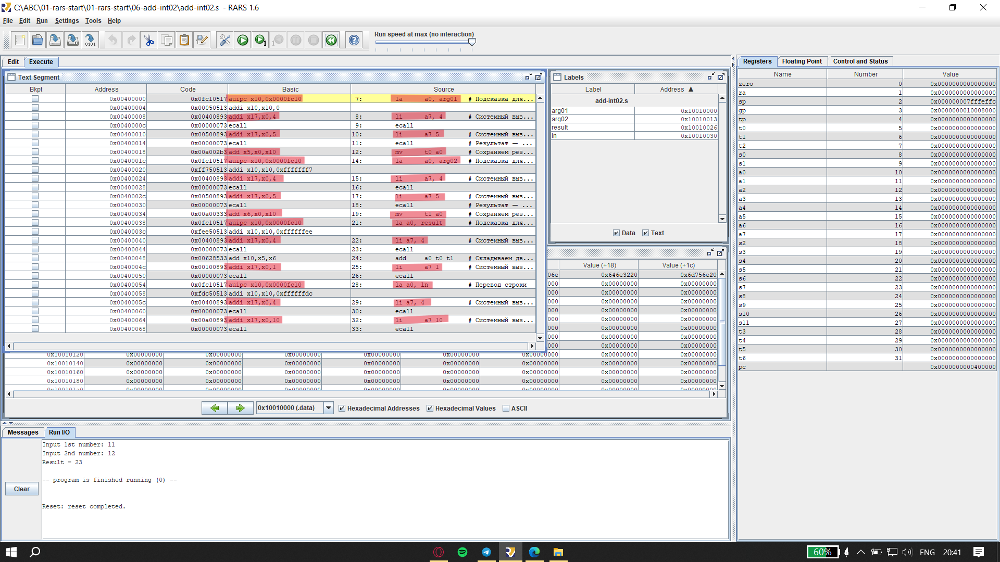 C:\ABC\01-rars-start\01-rars-start\06-add-int02\add-int02.s - RARS 1.6
File Edit Run Settings Tools Help
Run speed at max (no interaction)
Edit Execute
Text Segment
Bkpt Address Code Basic Source
0x00400000 0x0fc10517 auipc x10,0x0000fc10 7: la a0, arg01 # Подсказка для...
0x00400004 0x00050513 addi x10,x10,0
0x00400008 0x00400893 addi x17,x0,4 8: li a7, 4 # Системный выз...
0x0040000c 0x00000073 ecall 9: ecall
0x00400010 0x00500893 addi x17,x0,5 10: li a7 5 # Системный выз...
0x00400014 0x00000073 ecall 11: ecall # Результат — ...
0x00400018 0x00a002b3 add x5,x0,x10 12: mv t0 a0 # Сохраняем рез...
0x0040001c 0x0fc10517 auipc x10,0x0000fc10 14: la a0, arg02 # Подсказка для...
0x00400020 0xff750513 addi x10,x10,0xfffffff7
0x00400024 0x00400893 addi x17,x0,4 15: li a7, 4 # Системный выз...
0x00400028 0x00000073 ecall 16: ecall
0x0040002c 0x00500893 addi x17,x0,5 17: li a7 5 # Системный выз...
0x00400030 0x00000073 ecall 18: ecall # Результат — ...
0x00400034 0x00a00333 add x6,x0,x10 19: mv t1 a0 # Сохраняем рез...
0x00400038 0x0fc10517 auipc x10,0x0000fc10 21: la a0, result # Подсказка для...
0x0040003c 0xfee50513 addi x10,x10,0xffffffee
0x00400040 0x00400893 addi x17,x0,4 22: li a7, 4 # Системный выз...
0x00400044 0x00000073 ecall 23: ecall
0x00400048 0x00628533 add x10,x5,x6 24: add a0 t0 t1 # Складываем дв...
0x0040004c 0x00100893 addi x17,x0,1 25: li a7 1 # Системный выз...
0x00400050 0x00000073 ecall 26: ecall
0x00400054 0x0fc10517 auipc x10,0x0000fc10 28: la a0, ln # Перевод строки
0x00400058 0xfdc50513 addi x10,x10,0xffffffdc
0x0040005c 0x00400893 addi x17,x0,4 29: li a7, 4 # Системный выз...
0x00400060 0x00000073 ecall 30: ecall
0x00400064 0x00a00893 addi x17,x0,10 32: li a7 10 # Системный выз...
0x00400068 0x00000073 ecall 33: ecall
Labels
Label Address ▲
add-int02.s
arg01 0x10010000
arg02 0x10010013
result 0x10010026
ln 0x10010030
Data Text
Value (+18) Value (+1c)
06e 0x646e3220 0x6d756e20
000 0x00000000 0x00000000
000 0x00000000 0x00000000
000 0x00000000 0x00000000
000 0x00000000 0x00000000
000 0x00000000 0x00000000
000 0x00000000 0x00000000
000 0x00000000 0x00000000
000 0x00000000 0x00000000
0x10010120 0x00000000 0x00000000 0x00000000 0x00000000 0x00000000 0x00000000 0x00000000 0x00000000
0x10010140 0x00000000 0x00000000 0x00000000 0x00000000 0x00000000 0x00000000 0x00000000 0x00000000
0x10010160 0x00000000 0x00000000 0x00000000 0x00000000 0x00000000 0x00000000 0x00000000 0x00000000
0x10010180 0x00000000 0x00000000 0x00000000 0x00000000 0x00000000 0x00000000 0x00000000 0x00000000
0x100101a0 0x00000000 0x00000000 0x00000000 0x00000000 0x00000000 0x00000000 0x00000000 0x00000000
0x10010000 (.data) Hexadecimal Addresses Hexadecimal Values ASCII
Messages Run I/O
Clear
Input 1st number: 11
Input 2nd number: 12
Result = 23
-- program is finished running (0) --
Reset: reset completed.
Registers Floating Point Control and Status
Name Number Value
zero 0 0x0000000000000000
ra 1 0x0000000000000000
sp 2 0x000000007fffeffc
gp 3 0x0000000010008000
tp 4 0x0000000000000000
t0 5 0x0000000000000000
t1 6 0x0000000000000000
t2 7 0x0000000000000000
s0 8 0x0000000000000000
s1 9 0x0000000000000000
a0 10 0x0000000000000000
a1 11 0x0000000000000000
a2 12 0x0000000000000000
a3 13 0x0000000000000000
a4 14 0x0000000000000000
a5 15 0x0000000000000000
a6 16 0x0000000000000000
a7 17 0x0000000000000000
s2 18 0x0000000000000000
s3 19 0x0000000000000000
s4 20 0x0000000000000000
s5 21 0x0000000000000000
s6 22 0x0000000000000000
s7 23 0x0000000000000000
s8 24 0x0000000000000000
s9 25 0x0000000000000000
s10 26 0x0000000000000000
s11 27 0x0000000000000000
t3 28 0x0000000000000000
t4 29 0x0000000000000000
t5 30 0x0000000000000000
t6 31 0x0000000000000000
pc 0x0000000000400000
60% ENG 20:41